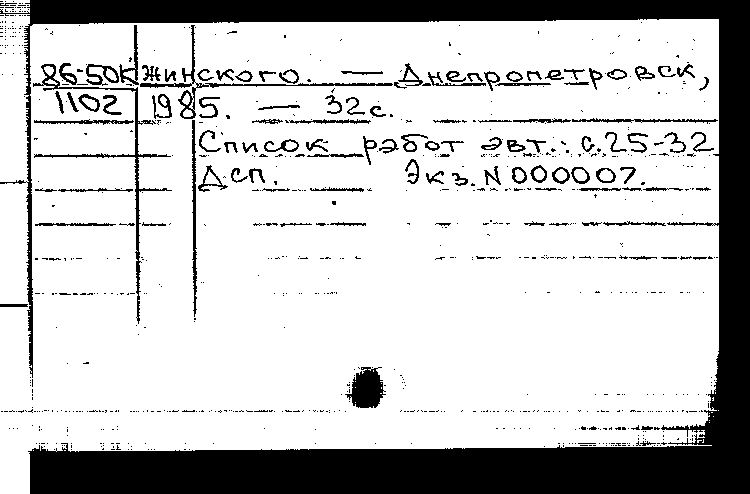 86-50к жинского. — Днепропетровск,
1102 1985. — 32с.
Список работ авт.: с.25-32
Дсп. Экз. N 000007.